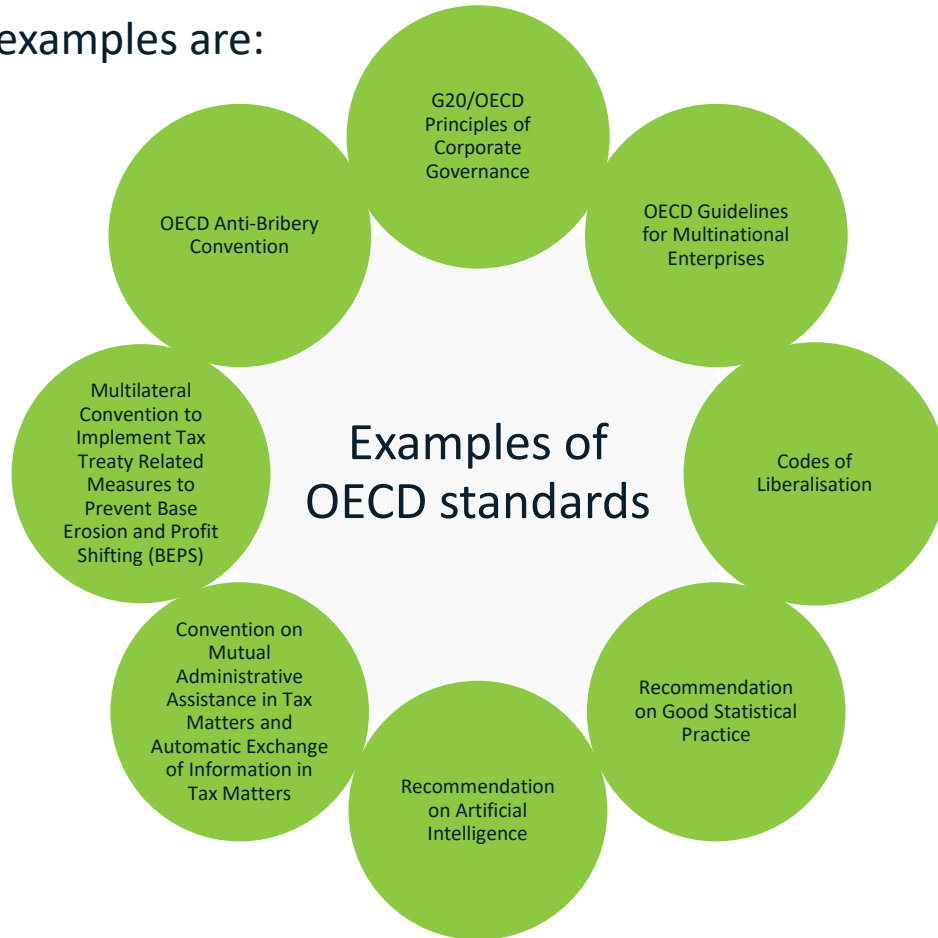 examples are:
G20/OECD
Principles of
Corporate
Governance
OECD Guidelines
for Multinational
Enterprises
Codes of
Liberalisation
Recommendation
on Good Statistical
Practice
Recommendation
on Artificial
Intelligence
Convention on
Mutual
Administrative
Assistance in Tax
Matters and
Automatic Exchange
of Information in
Tax Matters
Multilateral
Convention to
Implement Tax
Treaty Related
Measures to
Prevent Base
Erosion and Profit
Shifting (BEPS)
OECD Anti-Bribery
Convention
Examples of
OECD standards